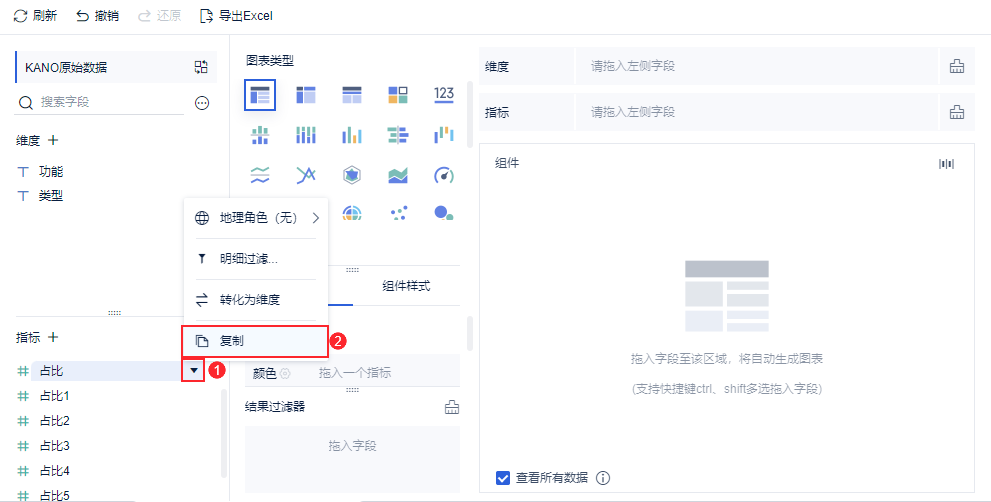 刷新 撤销 还原 导出Excel
KANO原始数据
搜索字段
维度
功能
类型
指标
占比
占比1
占比2
占比3
占比4
占比5
地理角色（无）
明细过滤...
转化为维度
复制
1
2
图表类型
123
组件样式
颜色 拖入一个指标
结果过滤器
拖入字段
维度 请拖入左侧字段
指标 请拖入左侧字段
组件
拖入字段至该区域，将自动生成图表
(支持快捷键ctrl、shift多选拖入字段)
查看所有数据